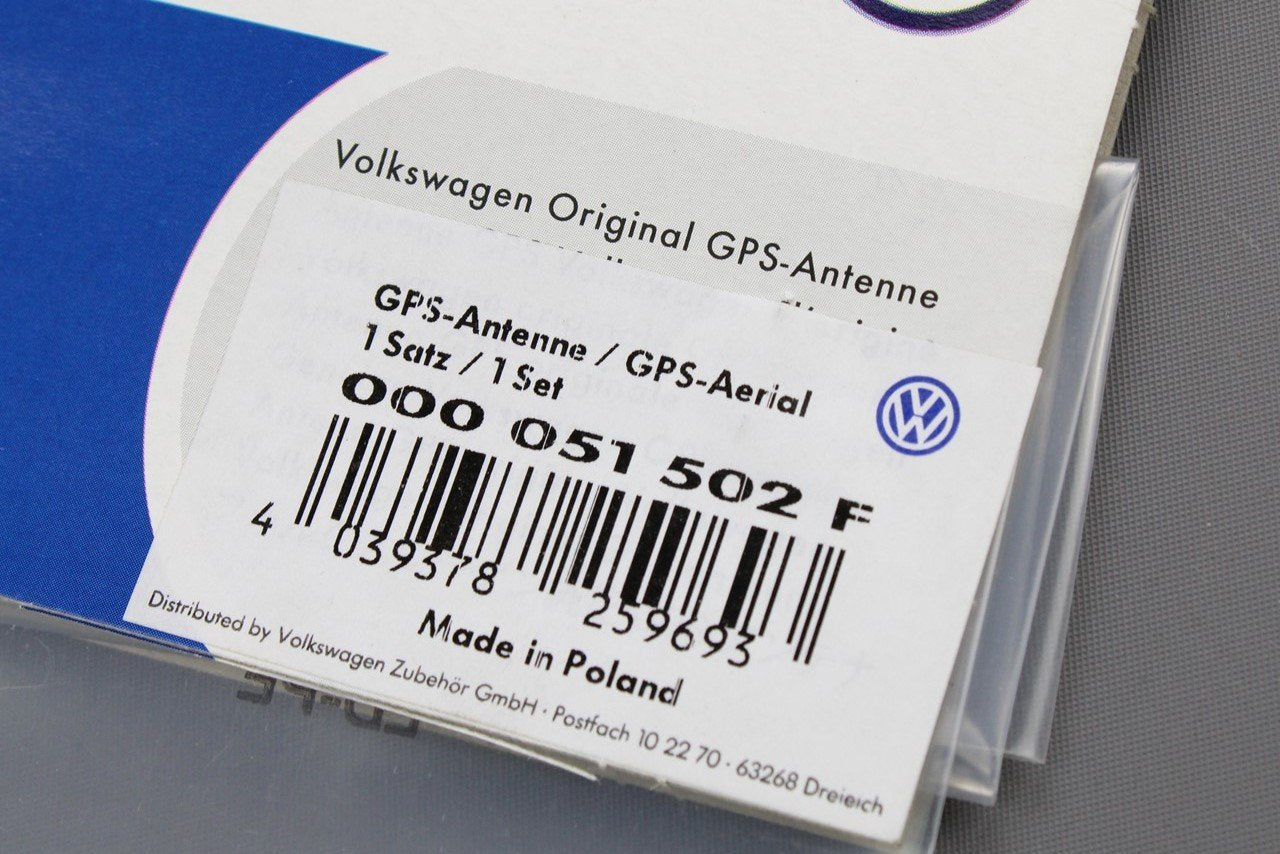 Volkswagen Original GPS-Antenne
GPS-Antenne / GPS-Aerial
1 Satz / 1 Set
000 051 502 F
4 039378 259693
Made in Poland
Distributed by Volkswagen Zubehör GmbH · Postfach 10 22 70 · 63268 Dreieich